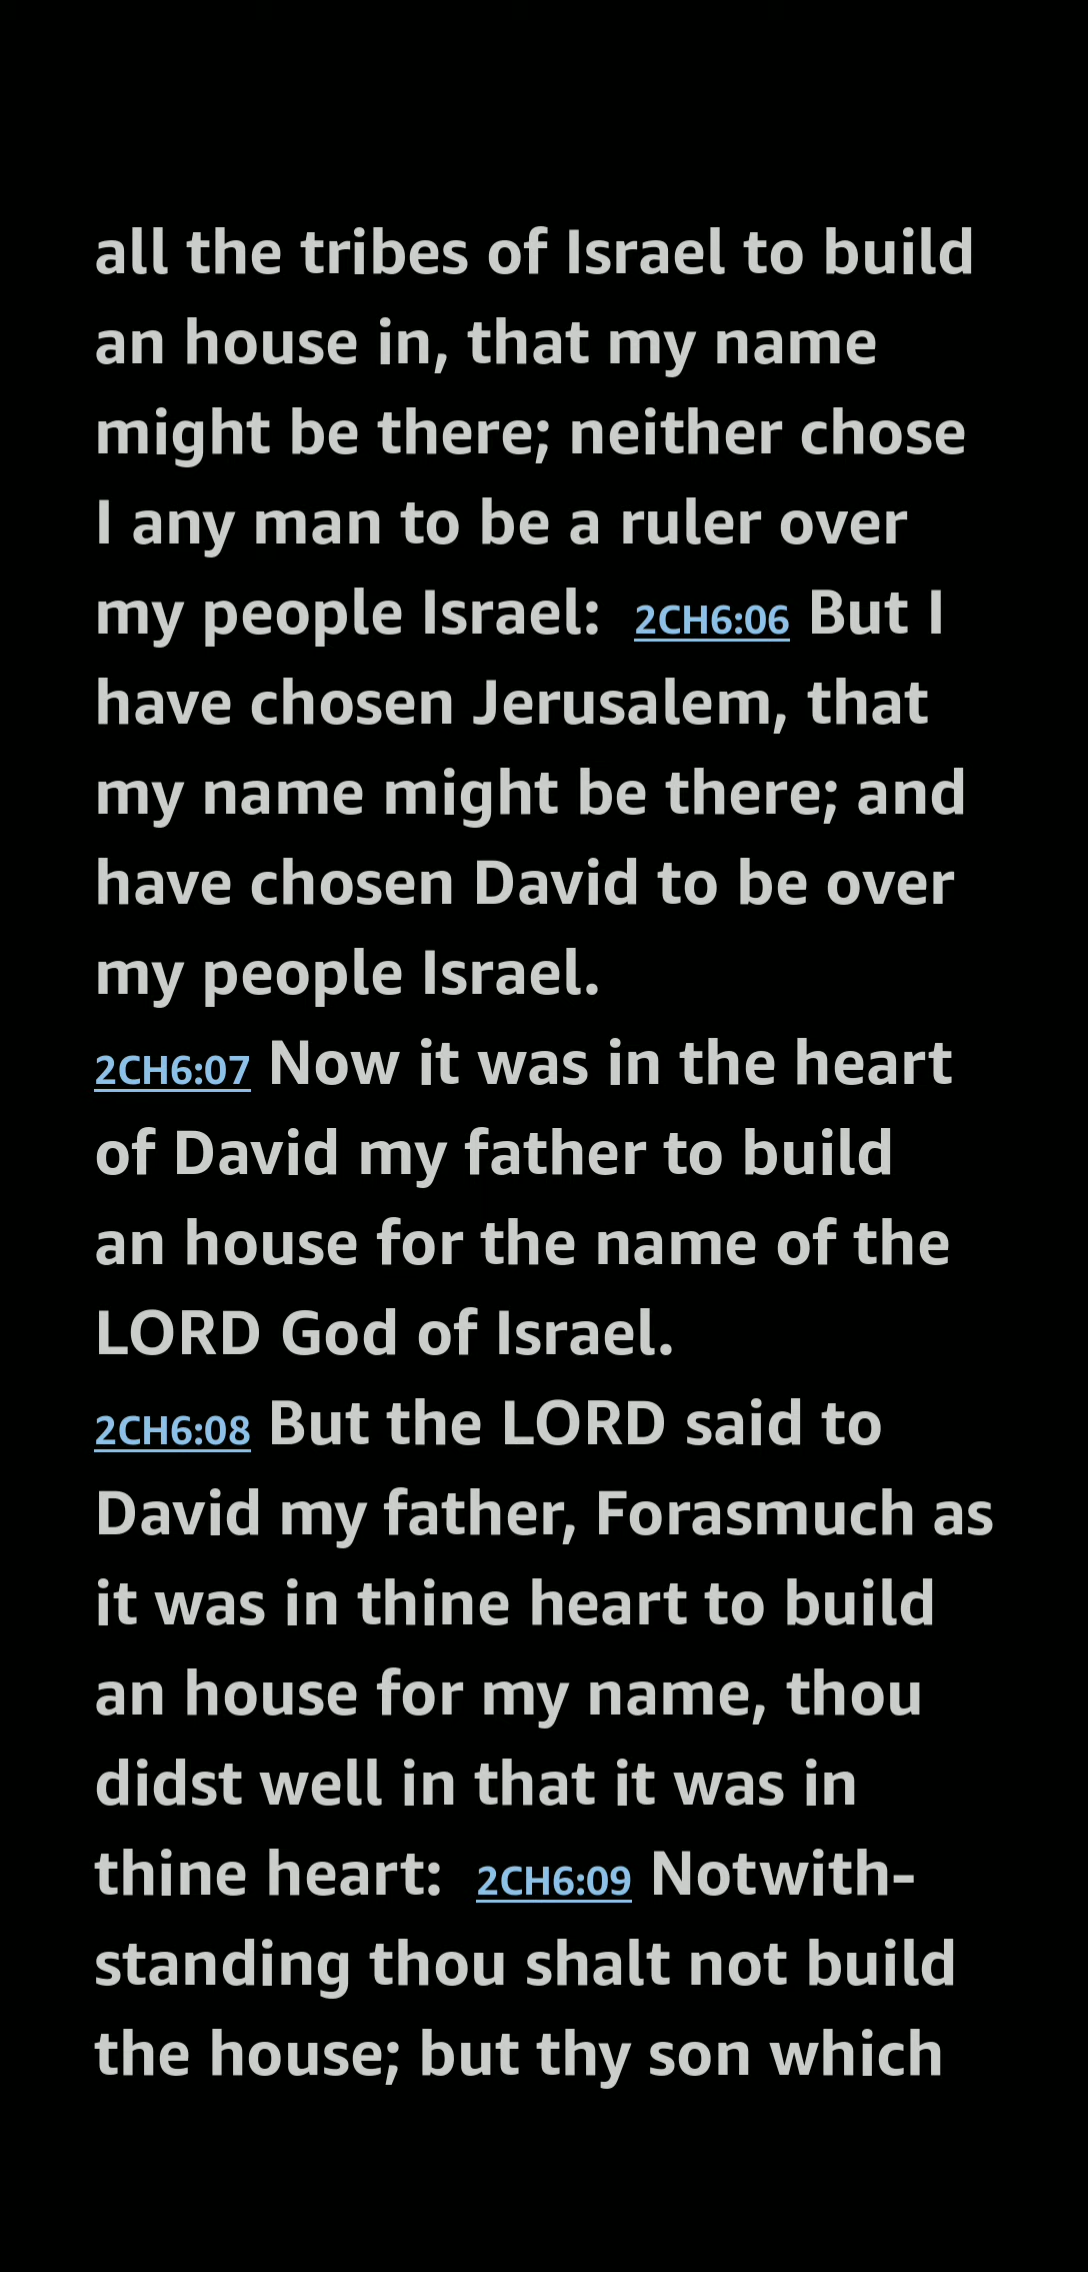 all the tribes of Israel to build
an house in, that my name
might be there; neither chose
I any man to be a ruler over
my people Israel: 2CH6:06 But I
have chosen Jerusalem, that
my name might be there; and
have chosen David to be over
my people Israel.
2CH6:07 Now it was in the heart
of David my father to build
an house for the name of the
LORD God of Israel.
2CH6:08 But the LORD said to
David my father, Forasmuch as
it was in thine heart to build
an house for my name, thou
didst well in that it was in
thine heart: 2CH6:09 Notwith-
standing thou shalt not build
the house; but thy son which